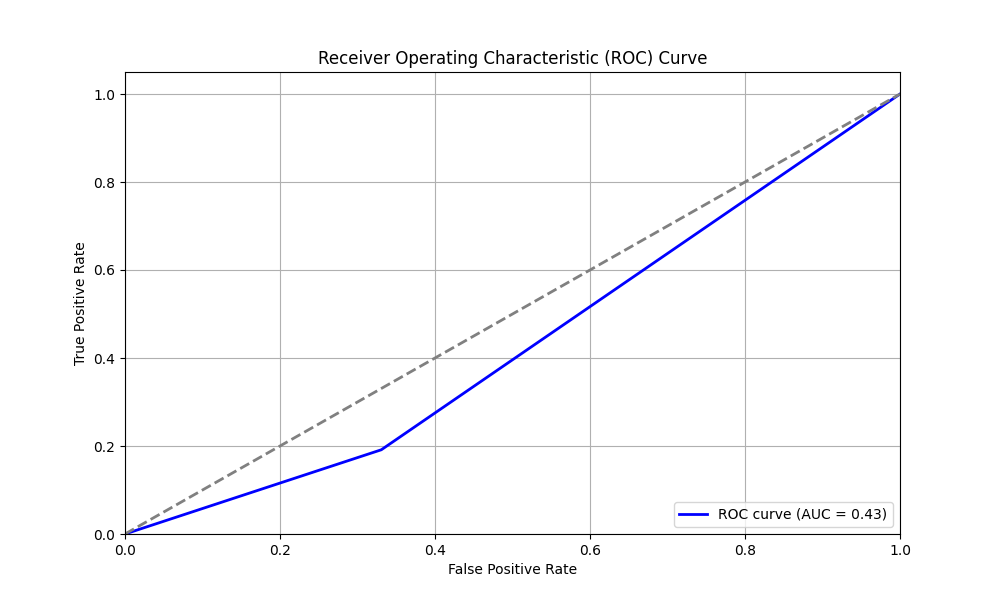 Receiver Operating Characteristic (ROC) Curve
1.0
0.8
0.6
0.4
0.2
0.0
True Positive Rate
ROC curve (AUC = 0.43)
0.0 0.2 0.4 0.6 0.8 1.0
False Positive Rate